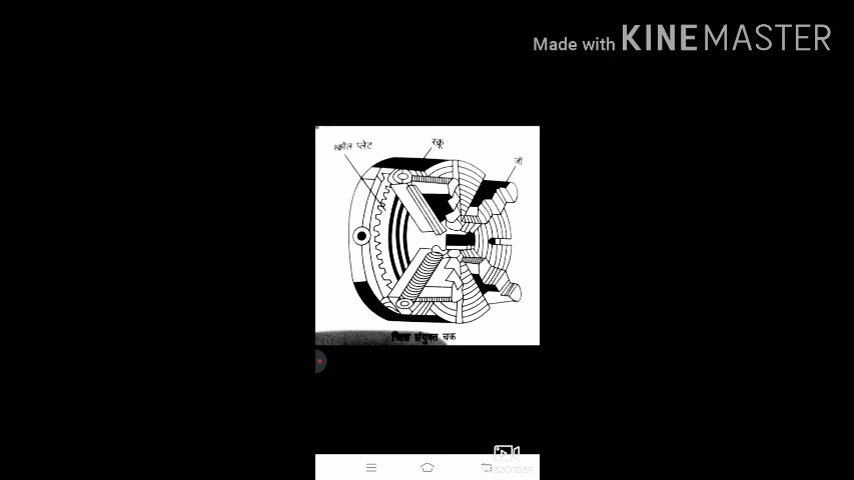 Made with KINEMASTER
स्क्रॉल प्लेट
स्क्रू
जॉ
चित्र संयुक्त चक